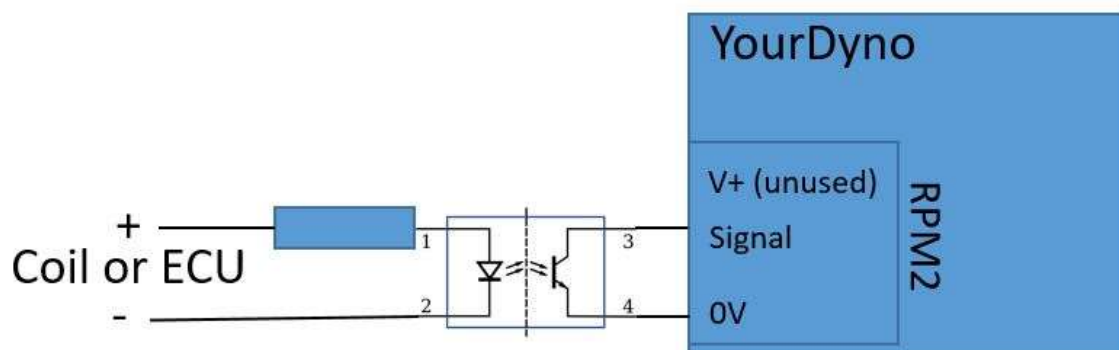 YourDyno
V+ (unused)
RPM2
+
1
3
Signal
Coil or ECU
2
4
-
0V